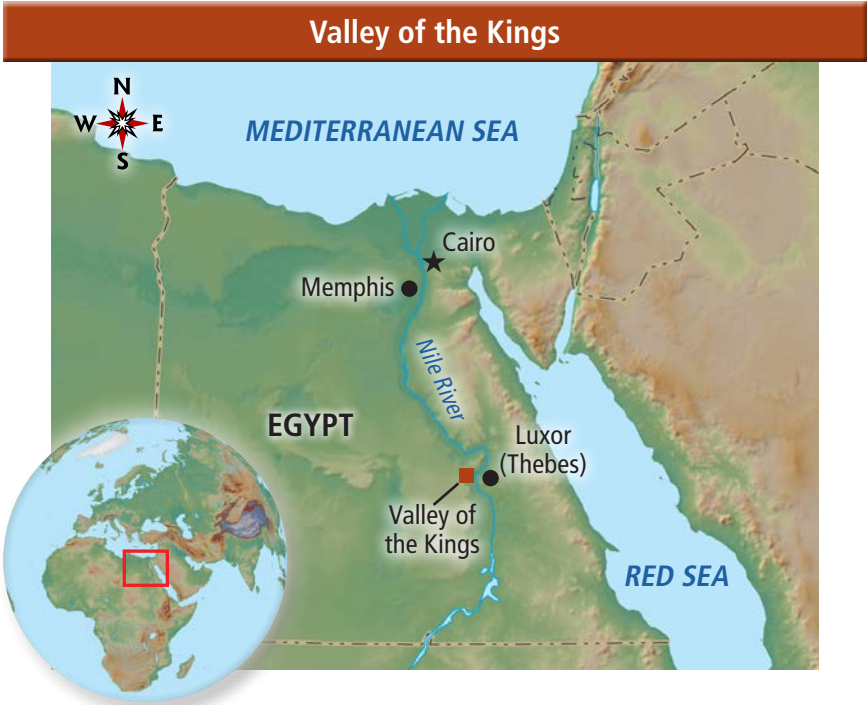 Valley of the Kings
N
W E
S
MEDITERRANEAN SEA
Cairo
Memphis
Nile River
EGYPT
Luxor
(Thebes)
Valley of
the Kings
RED SEA